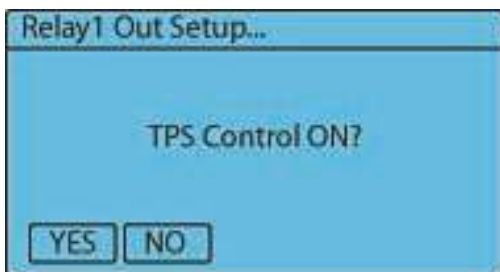 Relay1 Out Setup...
TPS Control ON?
YES NO